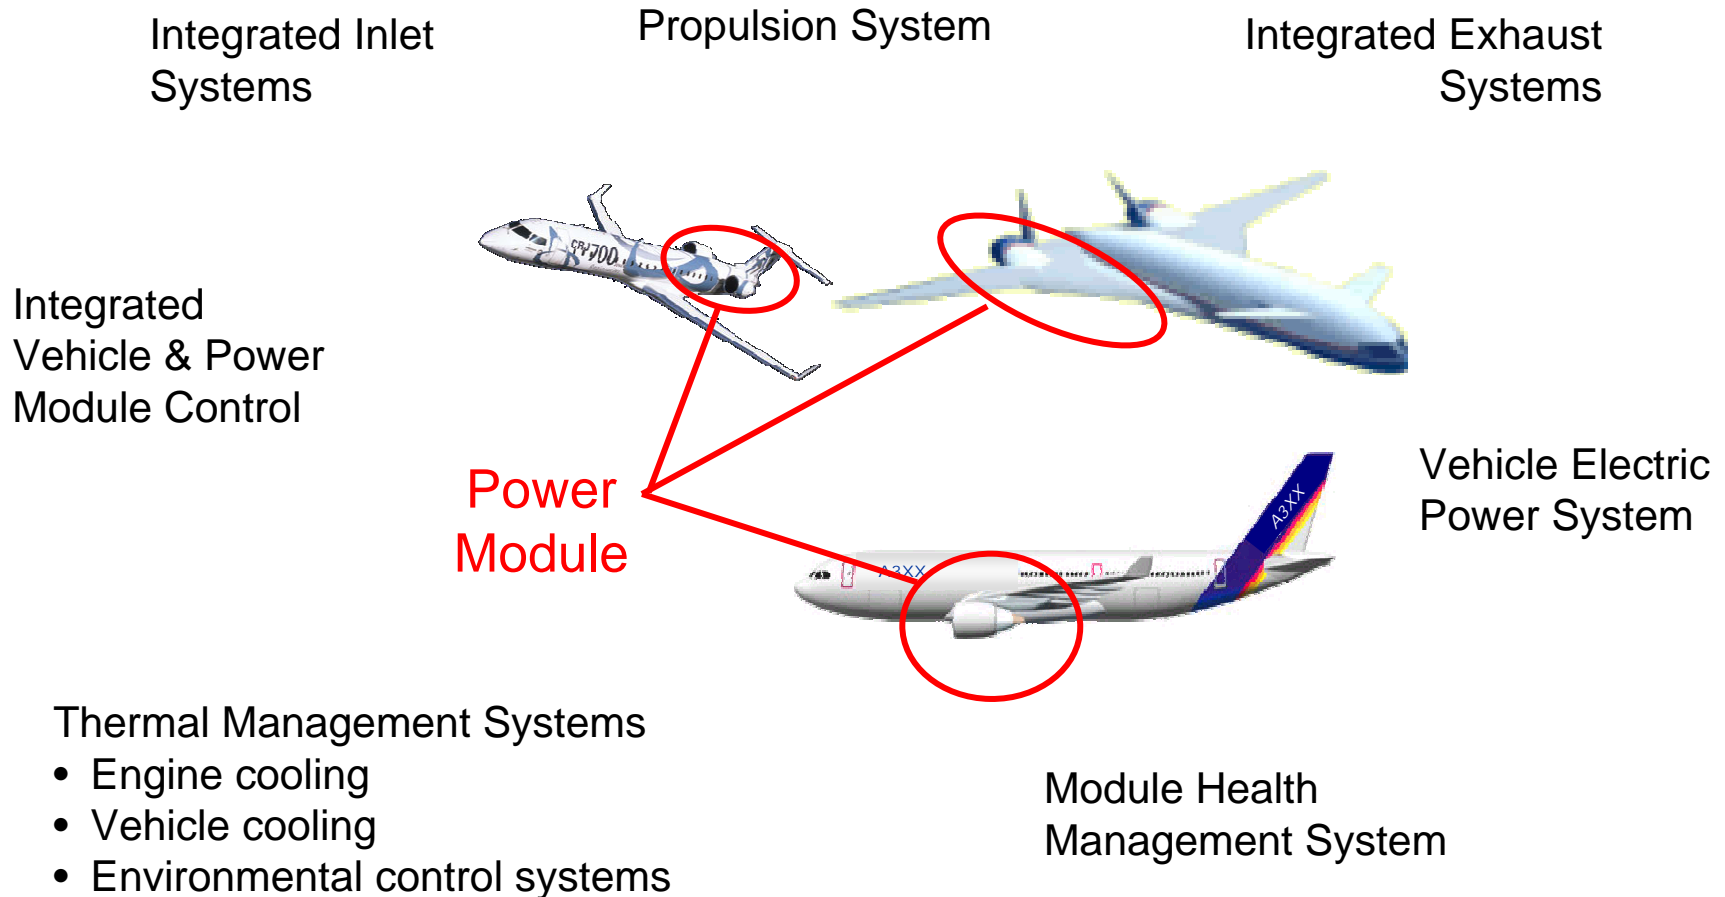 Propulsion System
Integrated Inlet
Systems
Integrated Exhaust
Systems
CRJ700
Integrated
Vehicle & Power
Module Control
Power
Module
Vehicle Electric
Power System
A3XX
A3XX
Thermal Management Systems
• Engine cooling
• Vehicle cooling
• Environmental control systems
Module Health
Management System